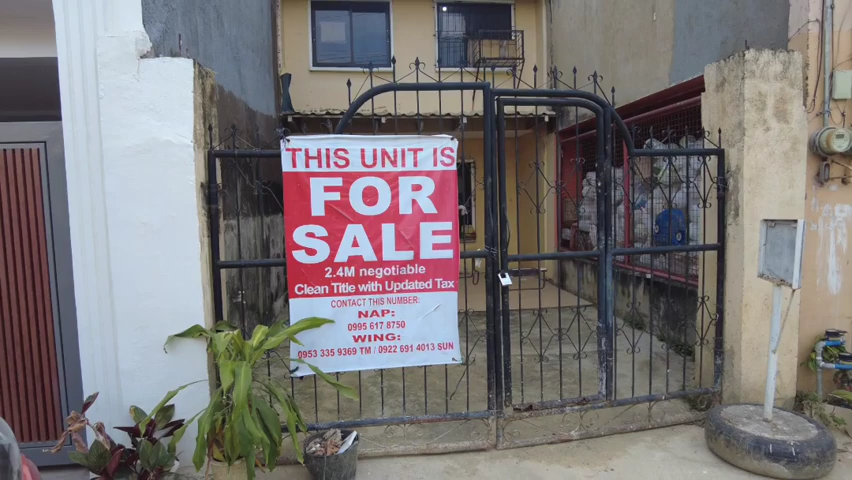 THIS UNIT IS
FOR
SALE
2.4M negotiable
Clean Title with Updated Tax
CONTACT THIS NUMBER:
NAP:
0995 617 8750
WING:
0953 335 9369 TM / 0922 691 4013 SUN